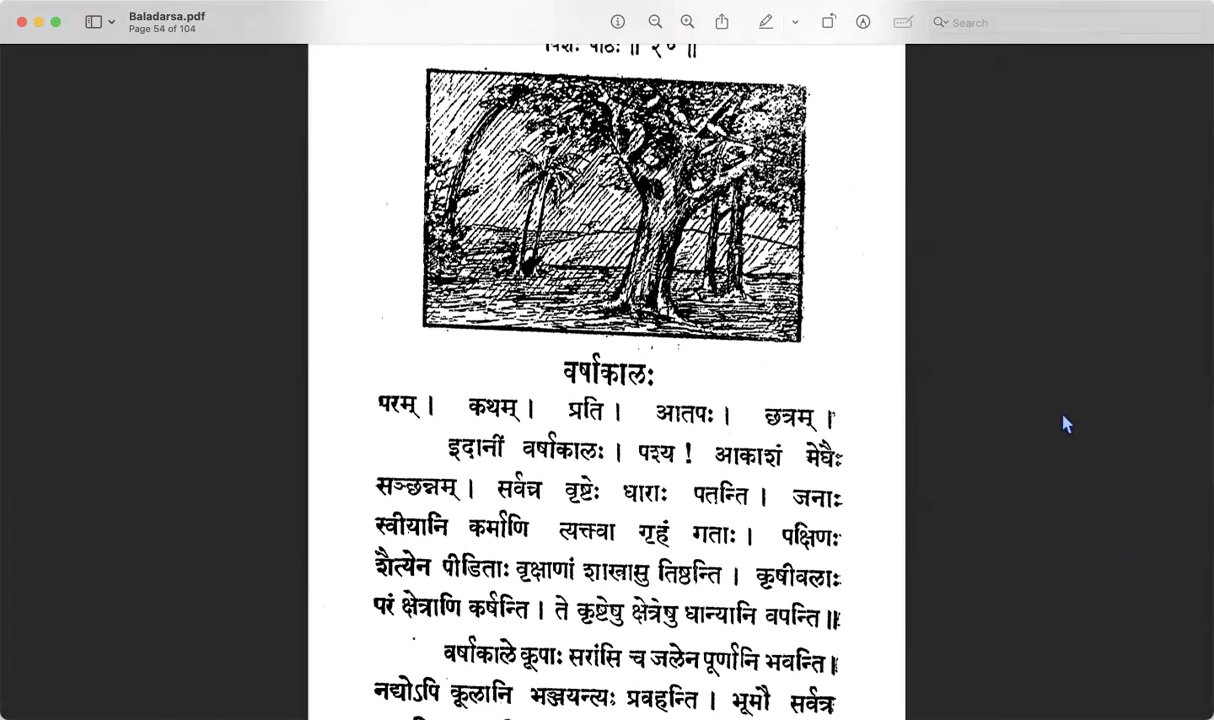 Baladarsa.pdf
Page 54 of 104
Search
पाठः ॥ २० ॥
वर्षाकालः
परम् । कथम् । प्रति । आतपः । छत्रम् ।
इदानीं वर्षाकालः । पश्य ! आकाशं मेघैः
सञ्छन्नम् । सर्वत्र वृष्टेः धाराः पतन्ति । जनाः
स्वीयानि कर्माणि त्यक्त्वा गृहं गताः । पक्षिणः
शैत्येन पीडिताः वृक्षाणां शाखासु तिष्ठन्ति । कृषीवलाः
परं क्षेत्राणि कर्षन्ति । ते कृष्टेषु क्षेत्रेषु धान्यानि वपन्ति ॥
वर्षाकाले कूपाः सरांसि च जलेन पूर्णानि भवन्ति ।
नद्योऽपि कूलानि भञ्जयन्त्यः प्रवहन्ति । भूमौ सर्वत्र